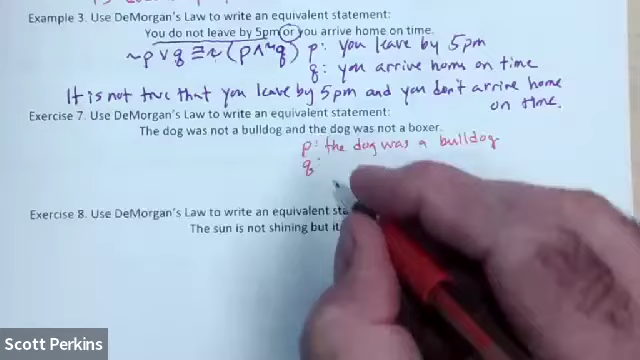 Example 3. Use DeMorgan's Law to write an equivalent statement:
You do not leave by 5pm or you arrive home on time.
~p ∨ q ≡ ~(p ∧ ~q) p: you leave by 5 pm
q: you arrive home on time
It is not true that you leave by 5pm and you don't arrive home
on time.
Exercise 7. Use DeMorgan's Law to write an equivalent statement:
The dog was not a bulldog and the dog was not a boxer.
p: the dog was a bulldog.
q:
Exercise 8. Use DeMorgan's Law to write an equivalent
The sun is not shining but
Scott Perkins